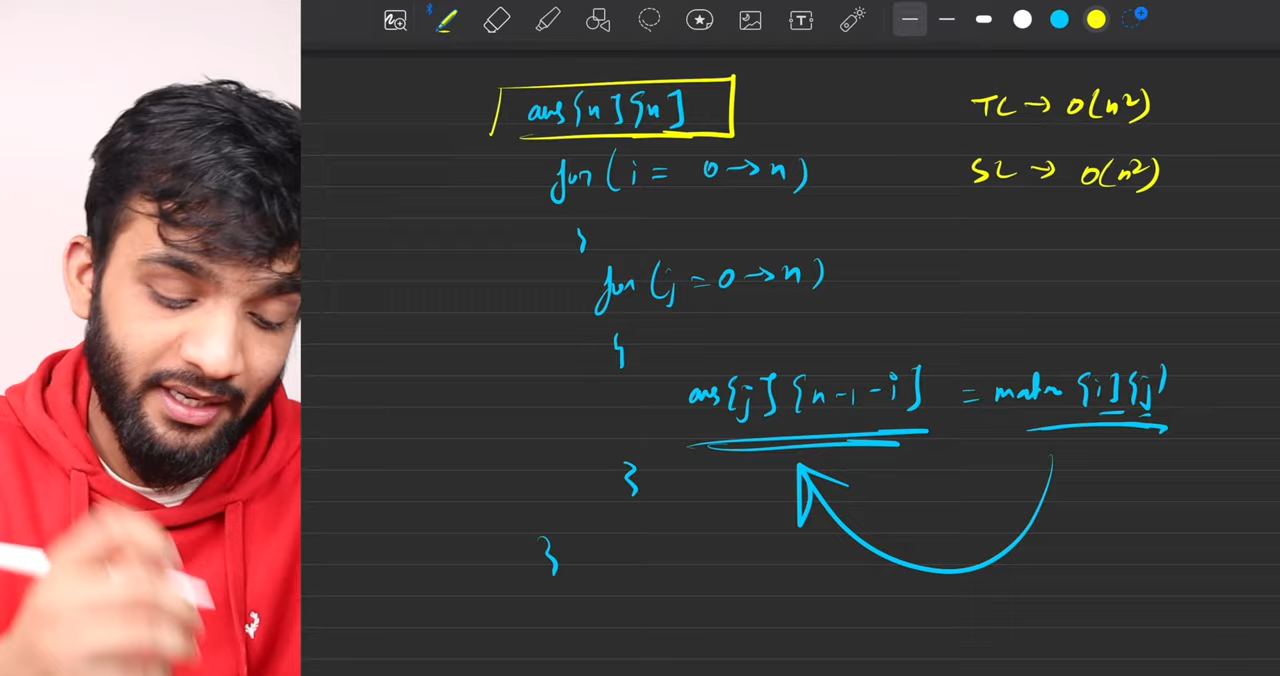 ans[n][n]
TC → O(n²)
for(i = 0→n)
SC → O(n²)
{
for(j = 0→n)
{
ans[j][n-1-i] = matrix[i][j]
}
}